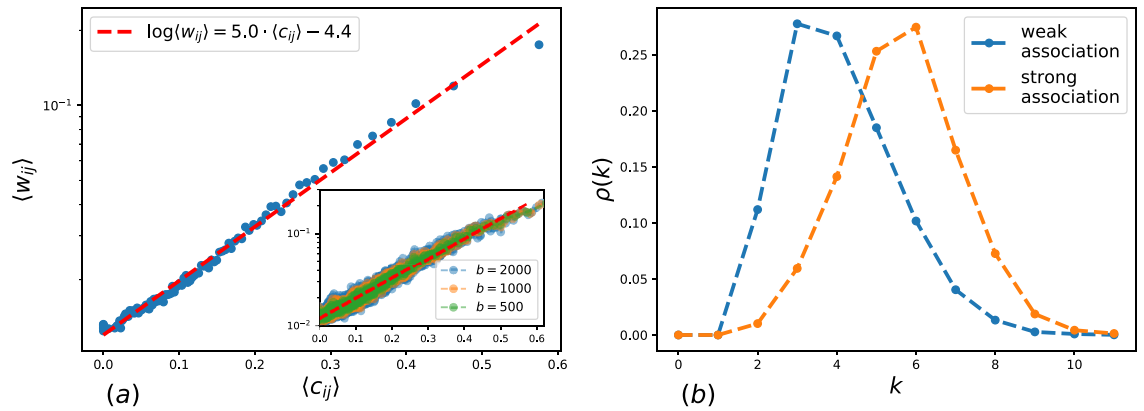 log⟨w_ij⟩ = 5.0 · ⟨c_ij⟩ − 4.4
10⁻¹
⟨w_ij⟩
10⁻¹
10⁻²
b = 2000
b = 1000
b = 500
0.0 0.1 0.2 0.3 0.4 0.5 0.6
0.0 0.1 0.2 0.3 0.4 0.5 0.6
(a)
⟨c_ij⟩
weak
association
strong
association
0.25
0.20
0.15
0.10
0.05
0.00
ρ(k)
0 2 4 6 8 10
(b)
k